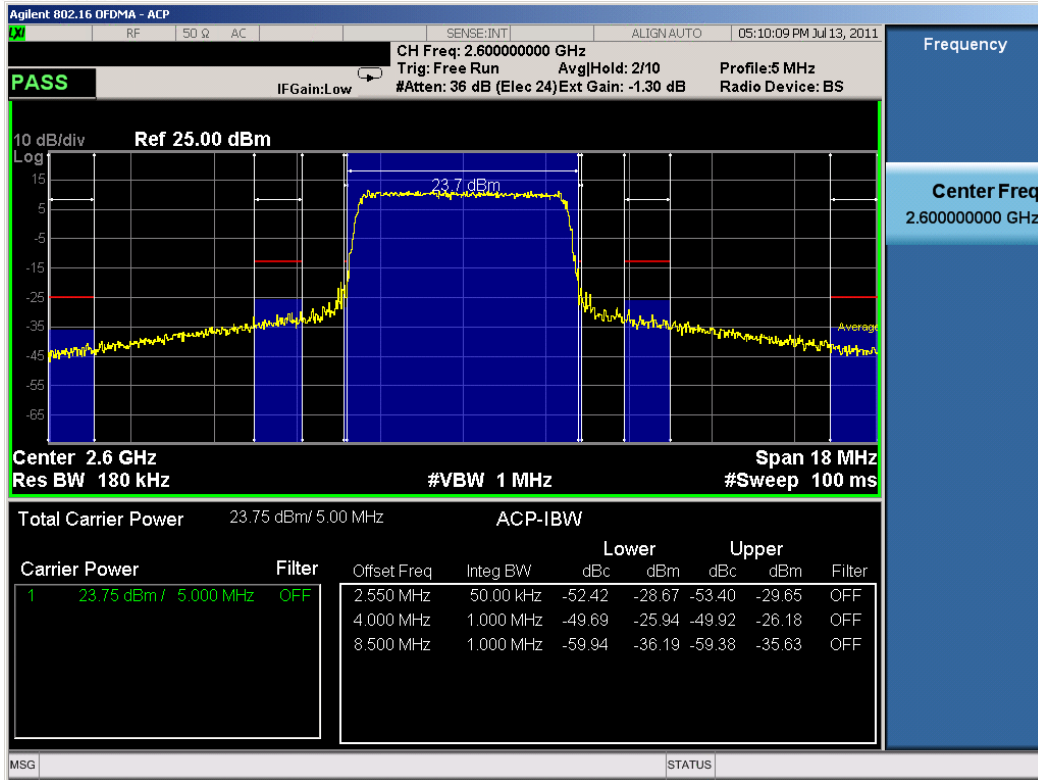 Agilent 802.16 OFDMA - ACP
LXI RF 50 Ω AC SENSE:INT ALIGN AUTO 05:10:09 PM Jul 13, 2011
CH Freq: 2.600000000 GHz
Trig: Free Run Avg|Hold: 2/10 Profile:5 MHz
PASS IFGain:Low #Atten: 36 dB (Elec 24) Ext Gain: -1.30 dB Radio Device: BS
10 dB/div Ref 25.00 dBm
Log
23.7 dBm
15
5
-5
-15
-25
-35
Average
-45
-55
-65
Center 2.6 GHz Span 18 MHz
Res BW 180 kHz #VBW 1 MHz #Sweep 100 ms
Total Carrier Power 23.75 dBm/ 5.00 MHz ACP-IBW
Lower Upper
Carrier Power Filter Offset Freq Integ BW dBc dBm dBc dBm Filter
1 23.75 dBm / 5.000 MHz OFF 2.550 MHz 50.00 kHz -52.42 -28.67 -53.40 -29.65 OFF
4.000 MHz 1.000 MHz -49.69 -25.94 -49.92 -26.18 OFF
8.500 MHz 1.000 MHz -59.94 -36.19 -59.38 -35.63 OFF
MSG STATUS
Frequency
Center Freq
2.600000000 GHz